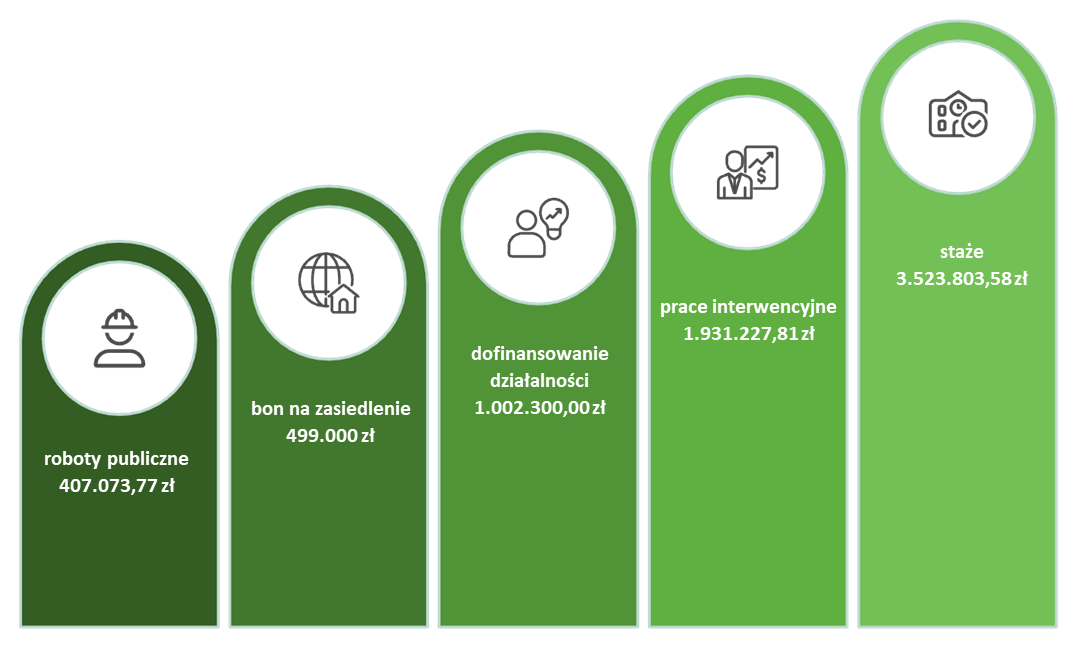 roboty publiczne
407.073,77 zł
bon na zasiedlenie
499.000 zł
dofinansowanie
działalności
1.002.300,00 zł
prace interwencyjne
1.931.227,81 zł
staże
3.523.803,58 zł